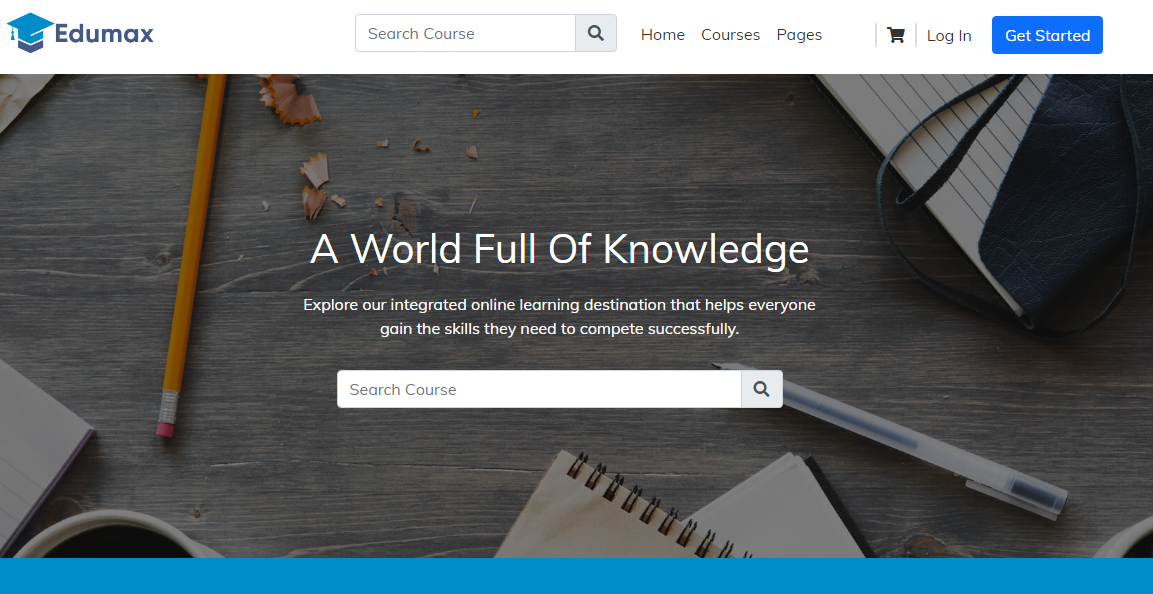 Edumax
Search Course
Home
Courses
Pages
Log In
Get Started
A World Full Of Knowledge
Explore our integrated online learning destination that helps everyone
gain the skills they need to compete successfully.
Search Course